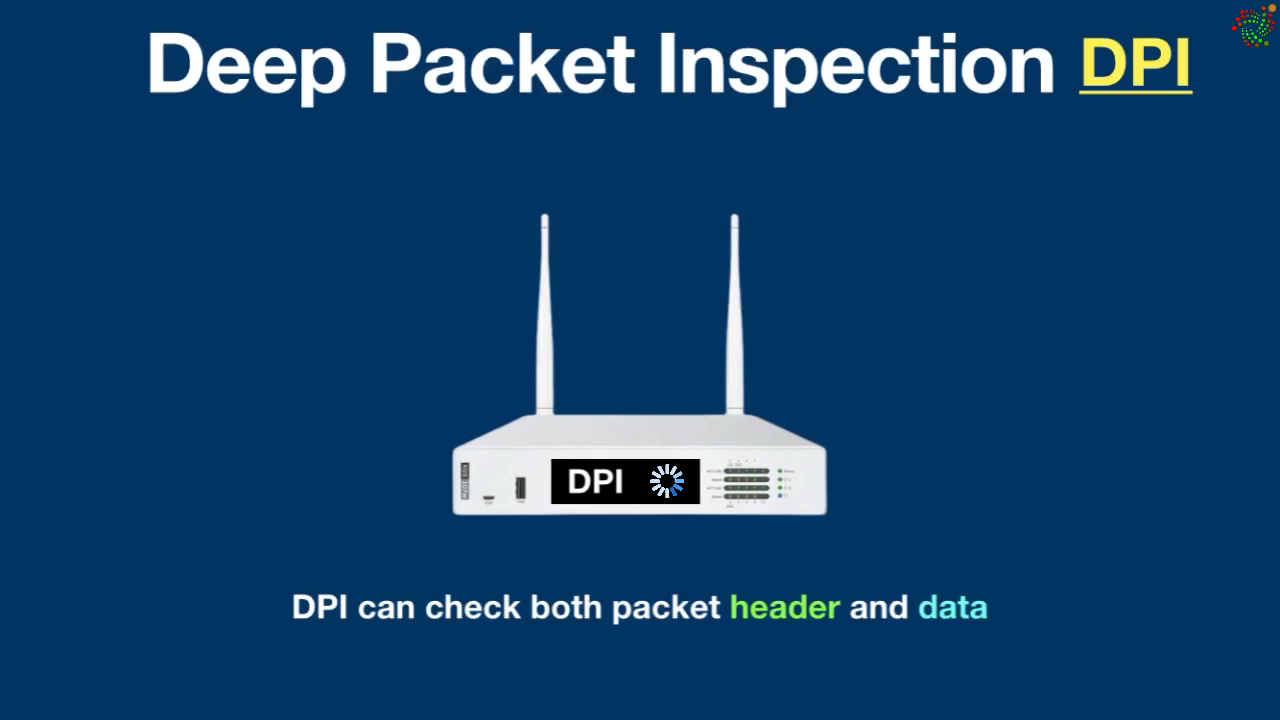 Deep Packet Inspection DPI
DPI
DPI can check both packet header and data